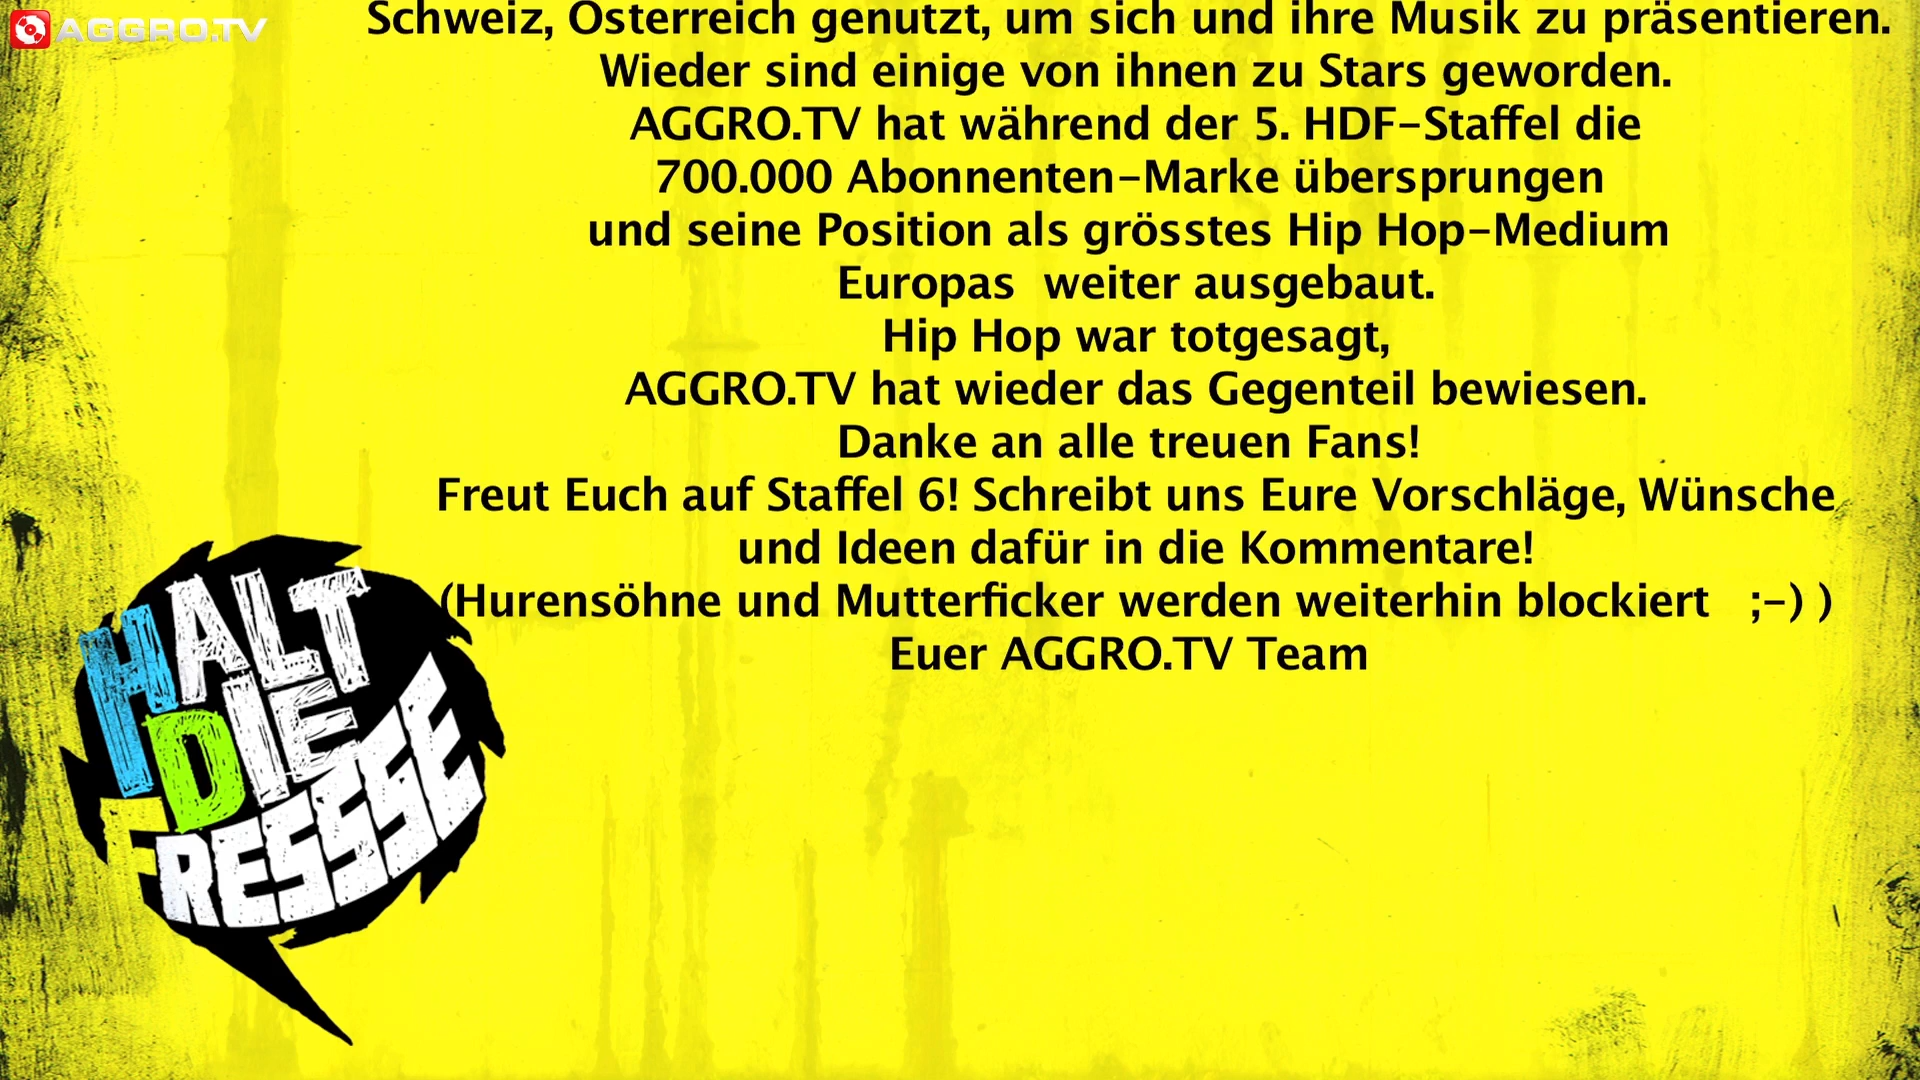 AGGRO.TV
Schweiz, Österreich genutzt, um sich und ihre Musik zu präsentieren.
Wieder sind einige von ihnen zu Stars geworden.
AGGRO.TV hat während der 5. HDF-Staffel die
700.000 Abonnenten-Marke übersprungen
und seine Position als grösstes Hip Hop-Medium
Europas  weiter ausgebaut.
Hip Hop war totgesagt,
AGGRO.TV hat wieder das Gegenteil bewiesen.
Danke an alle treuen Fans!
Freut Euch auf Staffel 6! Schreibt uns Eure Vorschläge, Wünsche
und Ideen dafür in die Kommentare!
(Hurensöhne und Mutterficker werden weiterhin blockiert   ;-) )
Euer AGGRO.TV Team
HALT
DIE
FRESSSE